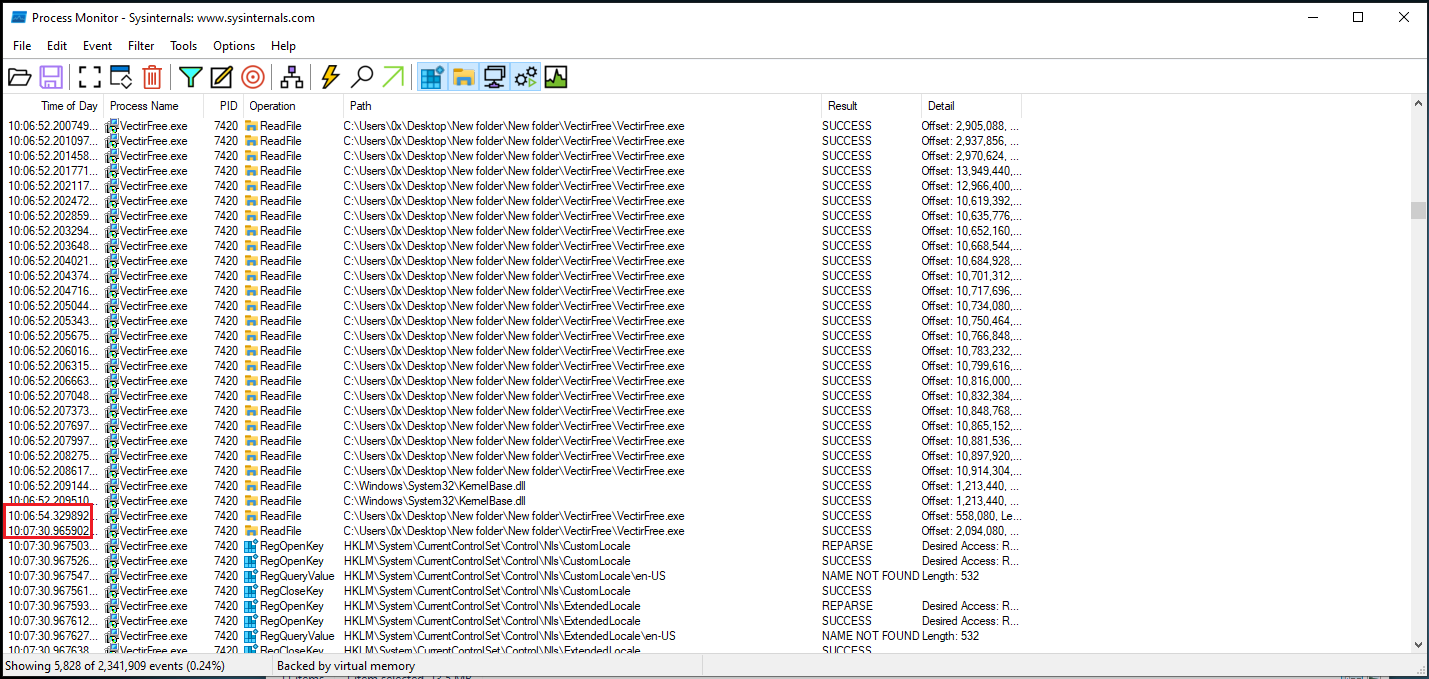 Process Monitor - Sysinternals: www.sysinternals.com
File Edit Event Filter Tools Options Help
Time of Day Process Name PID Operation Path Result Detail
10:06:52.200749... VectirFree.exe 7420 ReadFile C:\Users\0x\Desktop\New folder\New folder\VectirFree\VectirFree.exe SUCCESS Offset: 2,905,088, ...
10:06:52.201097... VectirFree.exe 7420 ReadFile C:\Users\0x\Desktop\New folder\New folder\VectirFree\VectirFree.exe SUCCESS Offset: 2,937,856, ...
10:06:52.201458... VectirFree.exe 7420 ReadFile C:\Users\0x\Desktop\New folder\New folder\VectirFree\VectirFree.exe SUCCESS Offset: 2,970,624, ...
10:06:52.201771... VectirFree.exe 7420 ReadFile C:\Users\0x\Desktop\New folder\New folder\VectirFree\VectirFree.exe SUCCESS Offset: 13,949,440,...
10:06:52.202117... VectirFree.exe 7420 ReadFile C:\Users\0x\Desktop\New folder\New folder\VectirFree\VectirFree.exe SUCCESS Offset: 12,966,400,...
10:06:52.202472... VectirFree.exe 7420 ReadFile C:\Users\0x\Desktop\New folder\New folder\VectirFree\VectirFree.exe SUCCESS Offset: 10,619,392,...
10:06:52.202859... VectirFree.exe 7420 ReadFile C:\Users\0x\Desktop\New folder\New folder\VectirFree\VectirFree.exe SUCCESS Offset: 10,635,776,...
10:06:52.203294... VectirFree.exe 7420 ReadFile C:\Users\0x\Desktop\New folder\New folder\VectirFree\VectirFree.exe SUCCESS Offset: 10,652,160,...
10:06:52.203648... VectirFree.exe 7420 ReadFile C:\Users\0x\Desktop\New folder\New folder\VectirFree\VectirFree.exe SUCCESS Offset: 10,668,544,...
10:06:52.204021... VectirFree.exe 7420 ReadFile C:\Users\0x\Desktop\New folder\New folder\VectirFree\VectirFree.exe SUCCESS Offset: 10,684,928,...
10:06:52.204374... VectirFree.exe 7420 ReadFile C:\Users\0x\Desktop\New folder\New folder\VectirFree\VectirFree.exe SUCCESS Offset: 10,701,312,...
10:06:52.204716... VectirFree.exe 7420 ReadFile C:\Users\0x\Desktop\New folder\New folder\VectirFree\VectirFree.exe SUCCESS Offset: 10,717,696,...
10:06:52.205044... VectirFree.exe 7420 ReadFile C:\Users\0x\Desktop\New folder\New folder\VectirFree\VectirFree.exe SUCCESS Offset: 10,734,080,...
10:06:52.205343... VectirFree.exe 7420 ReadFile C:\Users\0x\Desktop\New folder\New folder\VectirFree\VectirFree.exe SUCCESS Offset: 10,750,464,...
10:06:52.205675... VectirFree.exe 7420 ReadFile C:\Users\0x\Desktop\New folder\New folder\VectirFree\VectirFree.exe SUCCESS Offset: 10,766,848,...
10:06:52.206016... VectirFree.exe 7420 ReadFile C:\Users\0x\Desktop\New folder\New folder\VectirFree\VectirFree.exe SUCCESS Offset: 10,783,232,...
10:06:52.206315... VectirFree.exe 7420 ReadFile C:\Users\0x\Desktop\New folder\New folder\VectirFree\VectirFree.exe SUCCESS Offset: 10,799,616,...
10:06:52.206663... VectirFree.exe 7420 ReadFile C:\Users\0x\Desktop\New folder\New folder\VectirFree\VectirFree.exe SUCCESS Offset: 10,816,000,...
10:06:52.207048... VectirFree.exe 7420 ReadFile C:\Users\0x\Desktop\New folder\New folder\VectirFree\VectirFree.exe SUCCESS Offset: 10,832,384,...
10:06:52.207373... VectirFree.exe 7420 ReadFile C:\Users\0x\Desktop\New folder\New folder\VectirFree\VectirFree.exe SUCCESS Offset: 10,848,768,...
10:06:52.207697... VectirFree.exe 7420 ReadFile C:\Users\0x\Desktop\New folder\New folder\VectirFree\VectirFree.exe SUCCESS Offset: 10,865,152,...
10:06:52.207997... VectirFree.exe 7420 ReadFile C:\Users\0x\Desktop\New folder\New folder\VectirFree\VectirFree.exe SUCCESS Offset: 10,881,536,...
10:06:52.208275... VectirFree.exe 7420 ReadFile C:\Users\0x\Desktop\New folder\New folder\VectirFree\VectirFree.exe SUCCESS Offset: 10,897,920,...
10:06:52.208617... VectirFree.exe 7420 ReadFile C:\Users\0x\Desktop\New folder\New folder\VectirFree\VectirFree.exe SUCCESS Offset: 10,914,304,...
10:06:52.209144... VectirFree.exe 7420 ReadFile C:\Windows\System32\KernelBase.dll SUCCESS Offset: 1,213,440, ...
10:06:52.209510... VectirFree.exe 7420 ReadFile C:\Windows\System32\KernelBase.dll SUCCESS Offset: 1,213,440, ...
10:06:54.329892... VectirFree.exe 7420 ReadFile C:\Users\0x\Desktop\New folder\New folder\VectirFree\VectirFree.exe SUCCESS Offset: 558,080, Le...
10:07:30.965902... VectirFree.exe 7420 ReadFile C:\Users\0x\Desktop\New folder\New folder\VectirFree\VectirFree.exe SUCCESS Offset: 2,094,080, ...
10:07:30.967503... VectirFree.exe 7420 RegOpenKey HKLM\System\CurrentControlSet\Control\Nls\CustomLocale REPARSE Desired Access: R...
10:07:30.967526... VectirFree.exe 7420 RegOpenKey HKLM\System\CurrentControlSet\Control\Nls\CustomLocale SUCCESS Desired Access: R...
10:07:30.967547... VectirFree.exe 7420 RegQueryValue HKLM\System\CurrentControlSet\Control\Nls\CustomLocale\en-US NAME NOT FOUND Length: 532
10:07:30.967561... VectirFree.exe 7420 RegCloseKey HKLM\System\CurrentControlSet\Control\Nls\CustomLocale SUCCESS
10:07:30.967593... VectirFree.exe 7420 RegOpenKey HKLM\System\CurrentControlSet\Control\Nls\ExtendedLocale REPARSE Desired Access: R...
10:07:30.967612... VectirFree.exe 7420 RegOpenKey HKLM\System\CurrentControlSet\Control\Nls\ExtendedLocale SUCCESS Desired Access: R...
10:07:30.967627... VectirFree.exe 7420 RegQueryValue HKLM\System\CurrentControlSet\Control\Nls\ExtendedLocale\en-US NAME NOT FOUND Length: 532
10:07:30.967638... VectirFree.exe 7420 RegCloseKey HKLM\System\CurrentControlSet\Control\Nls\ExtendedLocale SUCCESS
Showing 5,828 of 2,341,909 events (0.24%) Backed by virtual memory